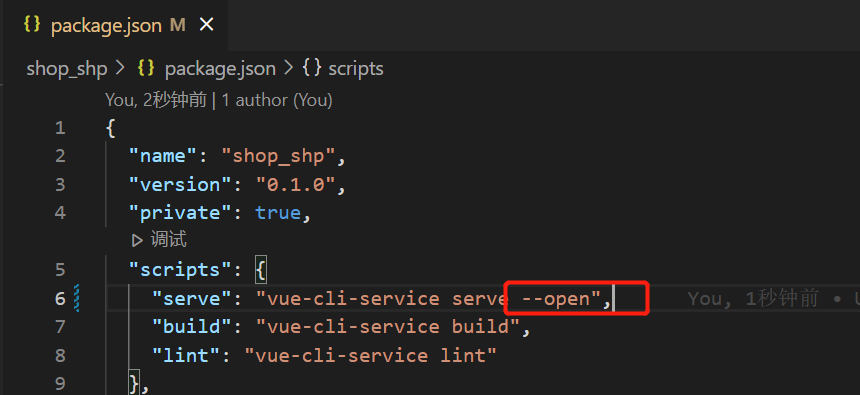 {} package.json M ×
shop_shp > {} package.json > {} scripts
You, 2秒钟前 | 1 author (You)
1 {
2 "name": "shop_shp",
3 "version": "0.1.0",
4 "private": true,
调试
5 "scripts": {
6 "serve": "vue-cli-service serve --open", You, 1秒钟前 •
7 "build": "vue-cli-service build",
8 "lint": "vue-cli-service lint"
9 },